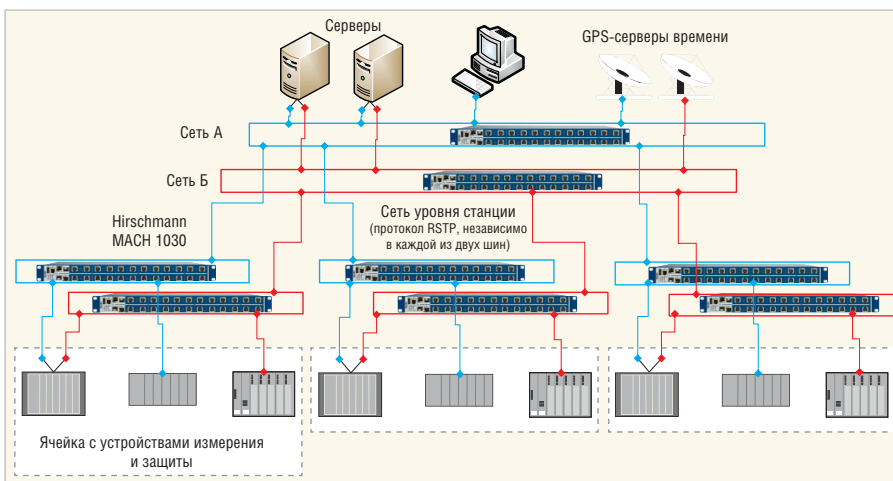 Серверы
GPS-серверы времени
Сеть А
Сеть Б
Hirschmann
MACH 1030
Сеть уровня станции
(протокол RSTP, независимо
в каждой из двух шин)
Ячейка с устройствами измерения
и защиты